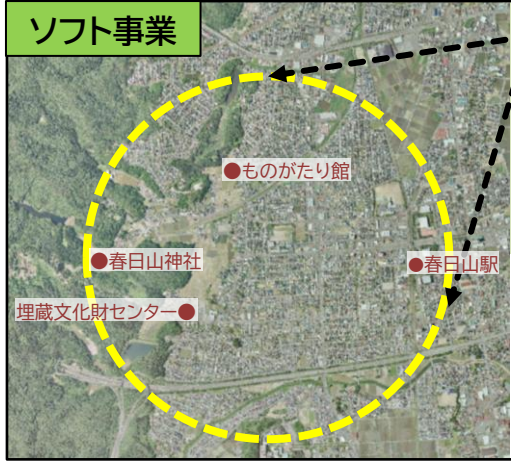 ソフト事業
●ものがたり館
●春日山神社
●春日山駅
埋蔵文化財センター●